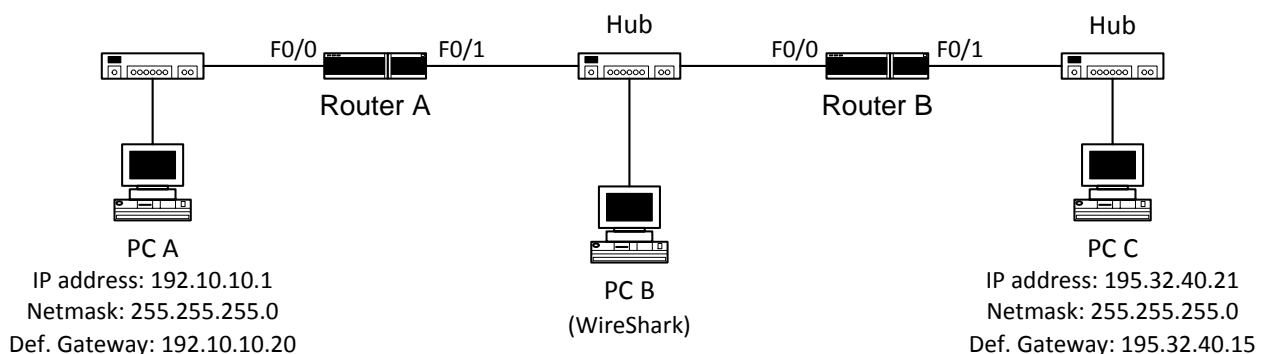 Hub
Hub
F0/0
F0/1
F0/0
F0/1
Router A
Router B
PC A
IP address: 192.10.10.1
Netmask: 255.255.255.0
Def. Gateway: 192.10.10.20
PC B
(WireShark)
PC C
IP address: 195.32.40.21
Netmask: 255.255.255.0
Def. Gateway: 195.32.40.15